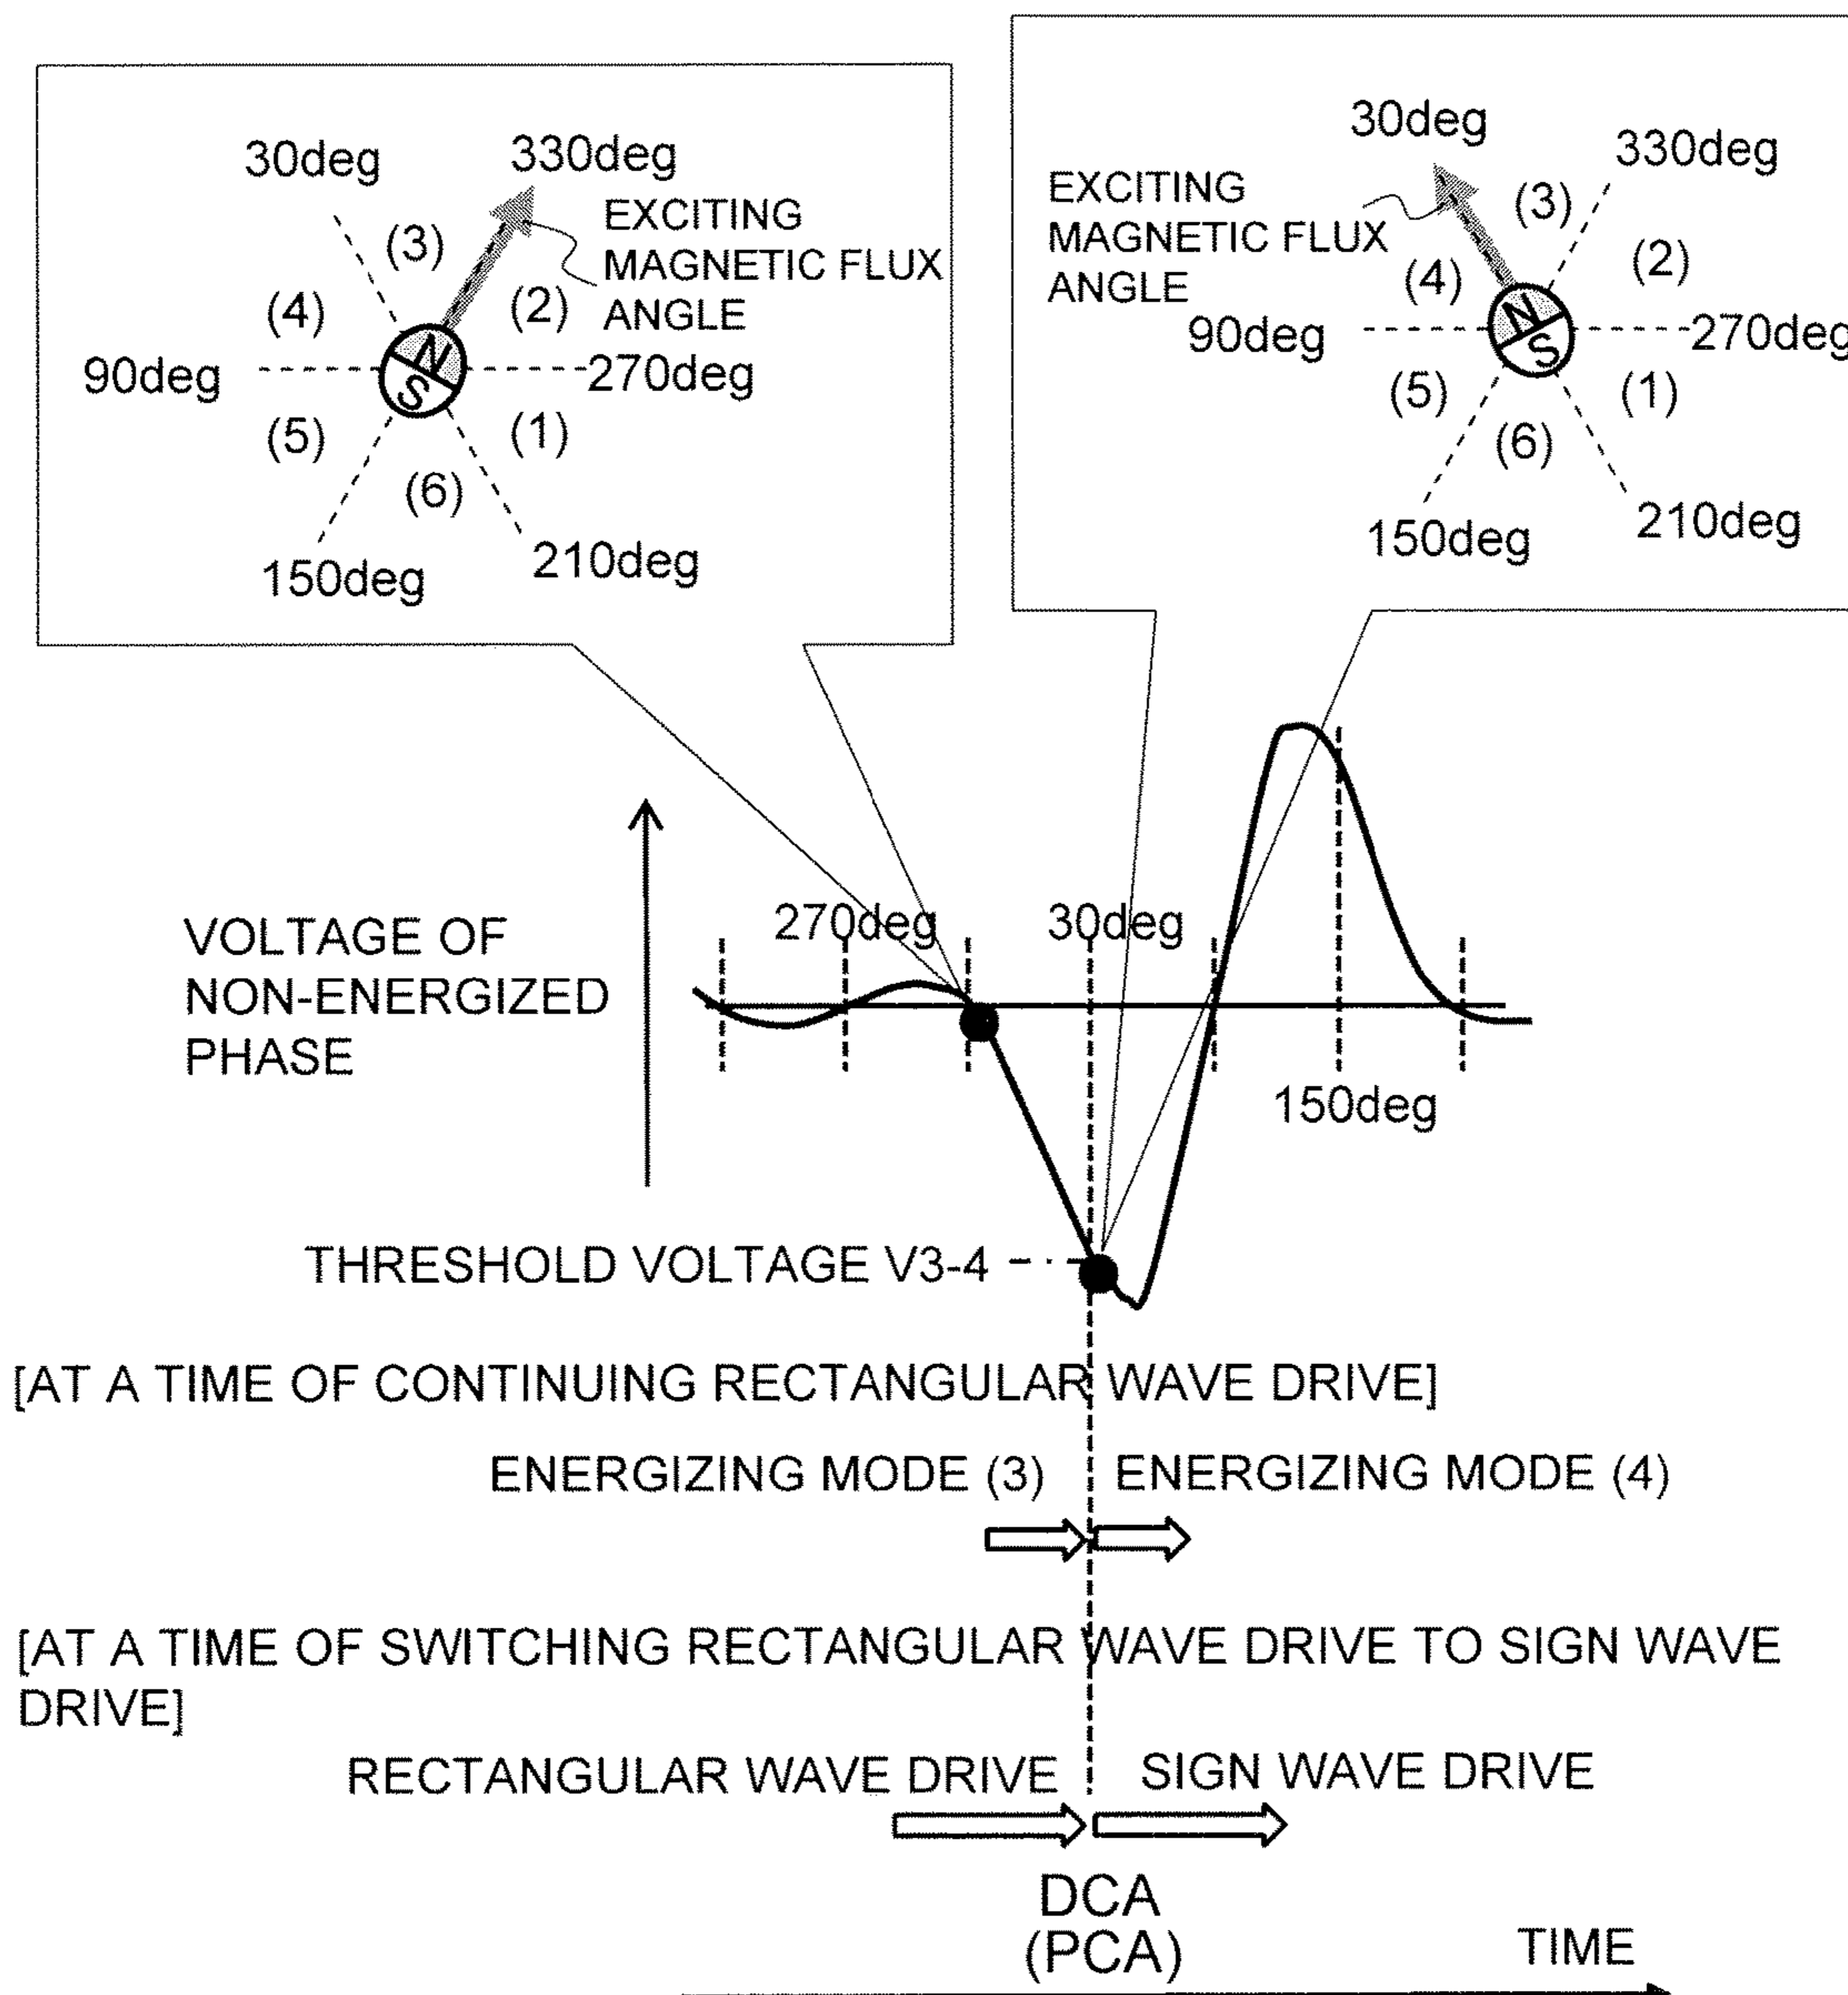 30deg
330deg
EXCITING
MAGNETIC FLUX
ANGLE
(3)
(4)
(2)
90deg
N
S
270deg
(5)
(1)
(6)
150deg
210deg
30deg
330deg
EXCITING
MAGNETIC FLUX
ANGLE
(3)
(2)
(4)
90deg
N
S
270deg
(5)
(1)
(6)
150deg
210deg
VOLTAGE OF
NON-ENERGIZED
PHASE
270deg
30deg
150deg
THRESHOLD VOLTAGE V3-4
[AT A TIME OF CONTINUING RECTANGULAR WAVE DRIVE]
ENERGIZING MODE (3)
ENERGIZING MODE (4)
[AT A TIME OF SWITCHING RECTANGULAR WAVE DRIVE TO SIGN WAVE
DRIVE]
RECTANGULAR WAVE DRIVE
SIGN WAVE DRIVE
DCA
(PCA)
TIME